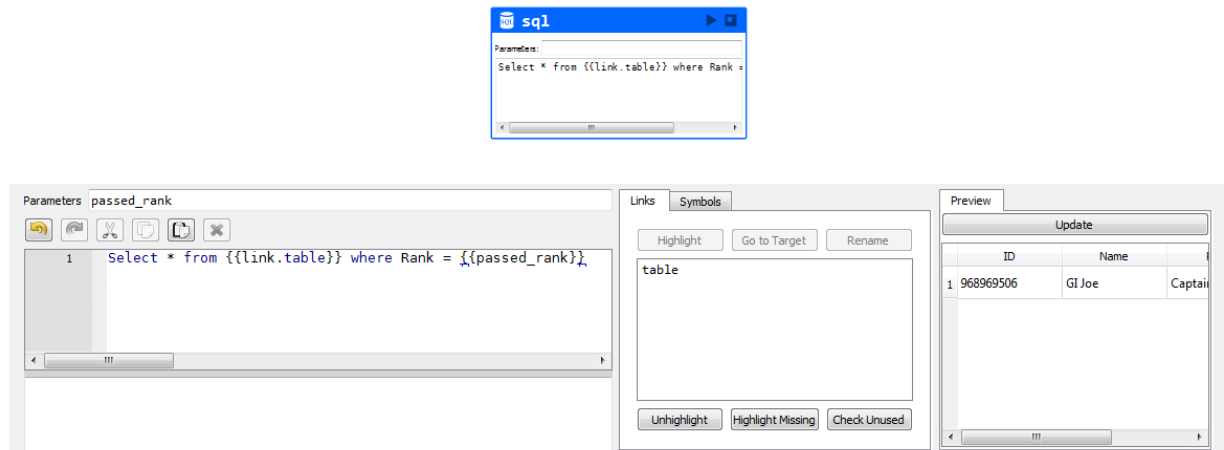 SQL sql
Parameters:
Select * from {{link.table}} where Rank =
Parameters passed_rank
1 Select * from {{link.table}} where Rank = {{passed_rank}}
Links Symbols
Highlight Go to Target Rename
table
Unhighlight Highlight Missing Check Unused
Preview
Update
ID Name
1 968969506 GI Joe Captain